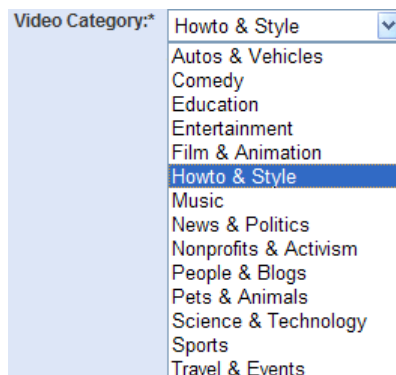 Video Category:* Howto & Style
Autos & Vehicles
Comedy
Education
Entertainment
Film & Animation
Howto & Style
Music
News & Politics
Nonprofits & Activism
People & Blogs
Pets & Animals
Science & Technology
Sports
Travel & Events